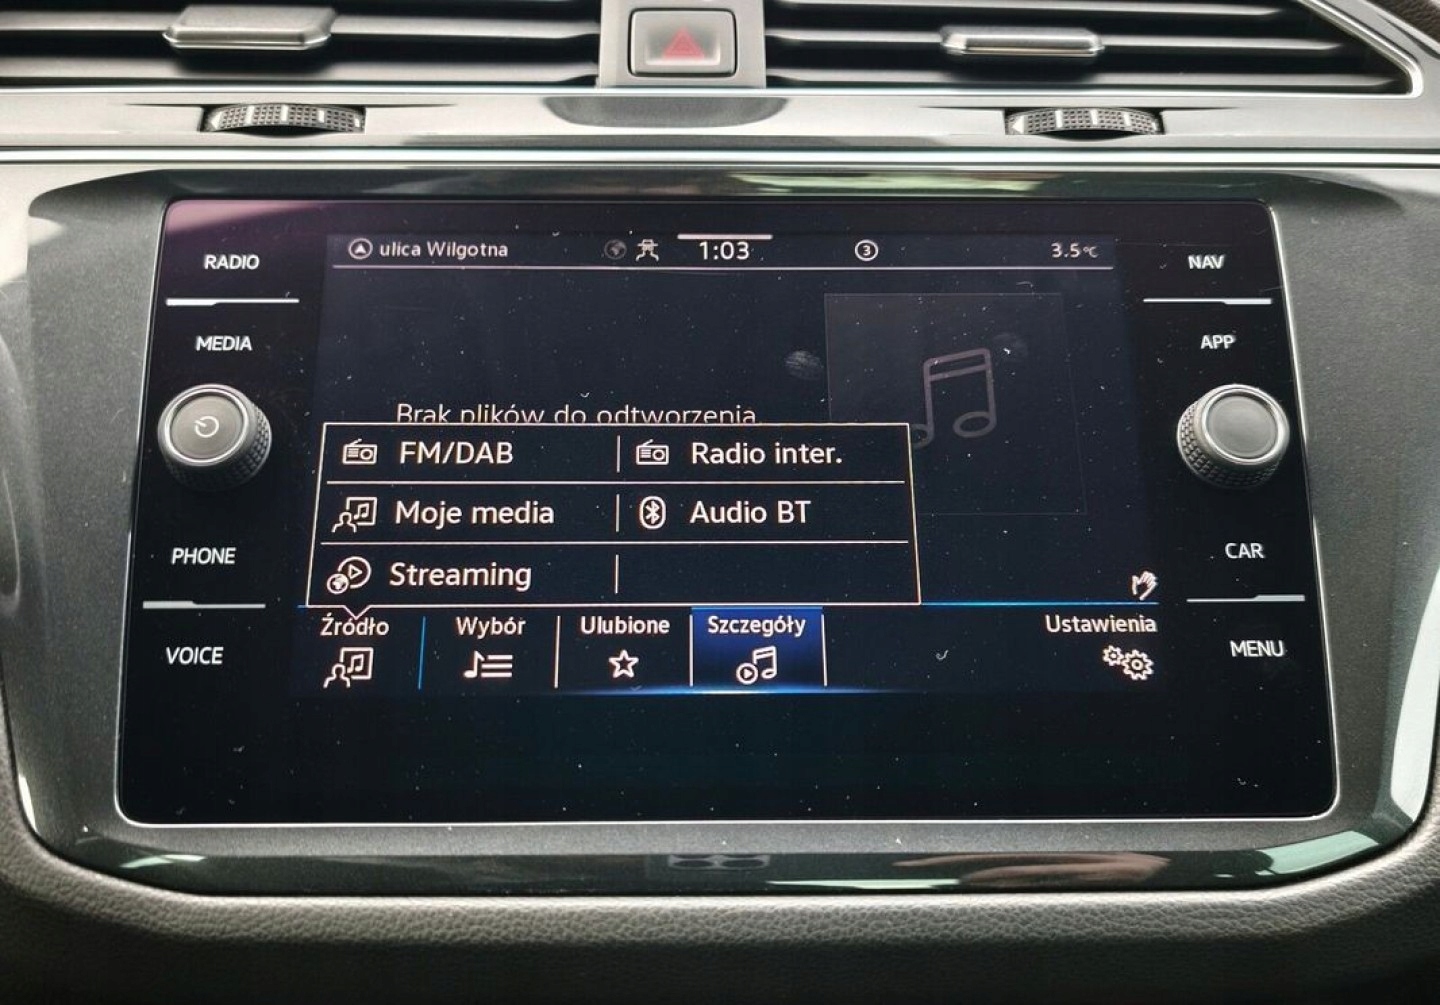 RADIO
MEDIA
PHONE
VOICE
ulica Wilgotna 1:03 3 3.5°C
Brak plików do odtworzenia.
FM/DAB Radio inter.
Moje media Audio BT
Streaming
Źródło Wybór Ulubione Szczegóły Ustawienia
NAV
APP
CAR
MENU